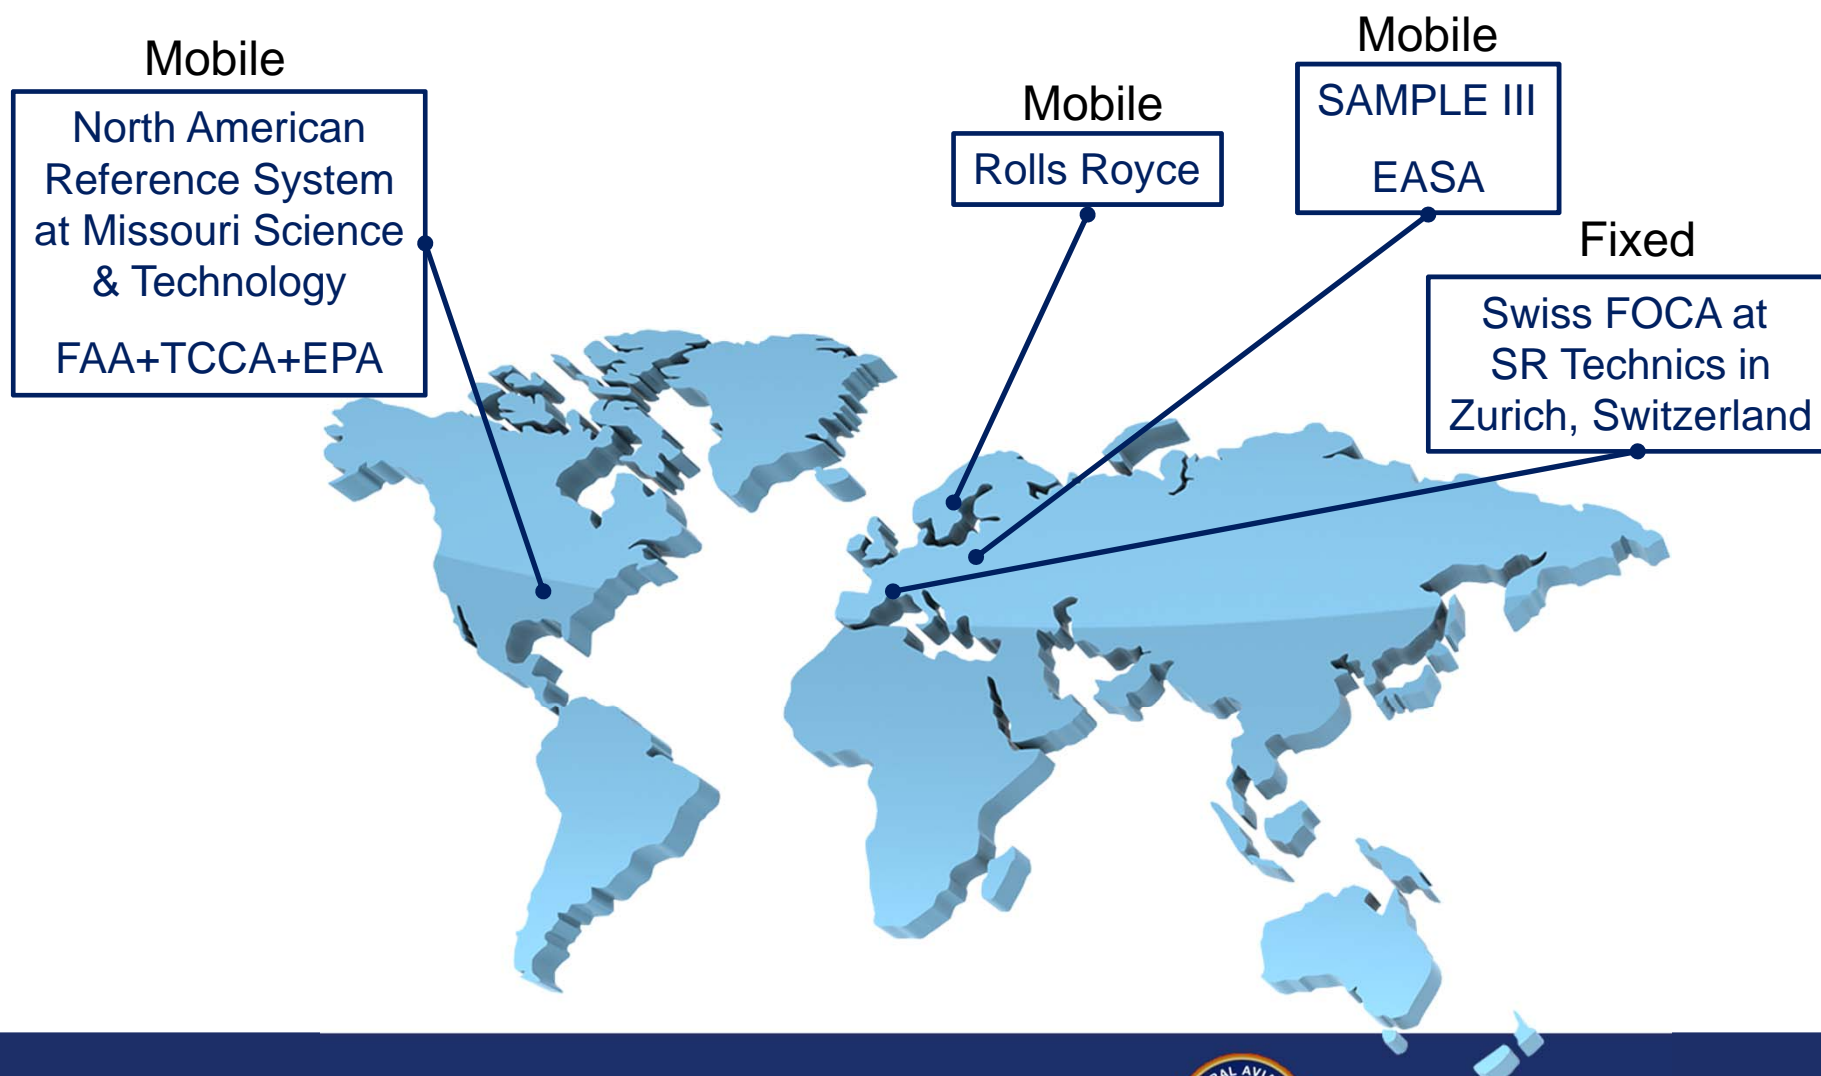 Mobile
North American
Reference System
at Missouri Science
& Technology
FAA+TCCA+EPA
Mobile
Rolls Royce
Mobile
SAMPLE III
EASA
Fixed
Swiss FOCA at
SR Technics in
Zurich, Switzerland